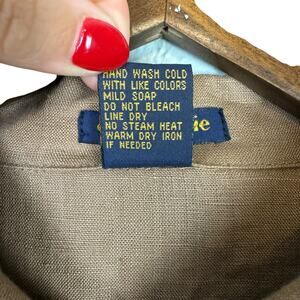 HAND WASH COLD
WITH LIKE COLORS
MILD SOAP
DO NOT BLEACH
LINE DRY
NO STEAM HEAT
WARM DRY IRON
IF NEEDED